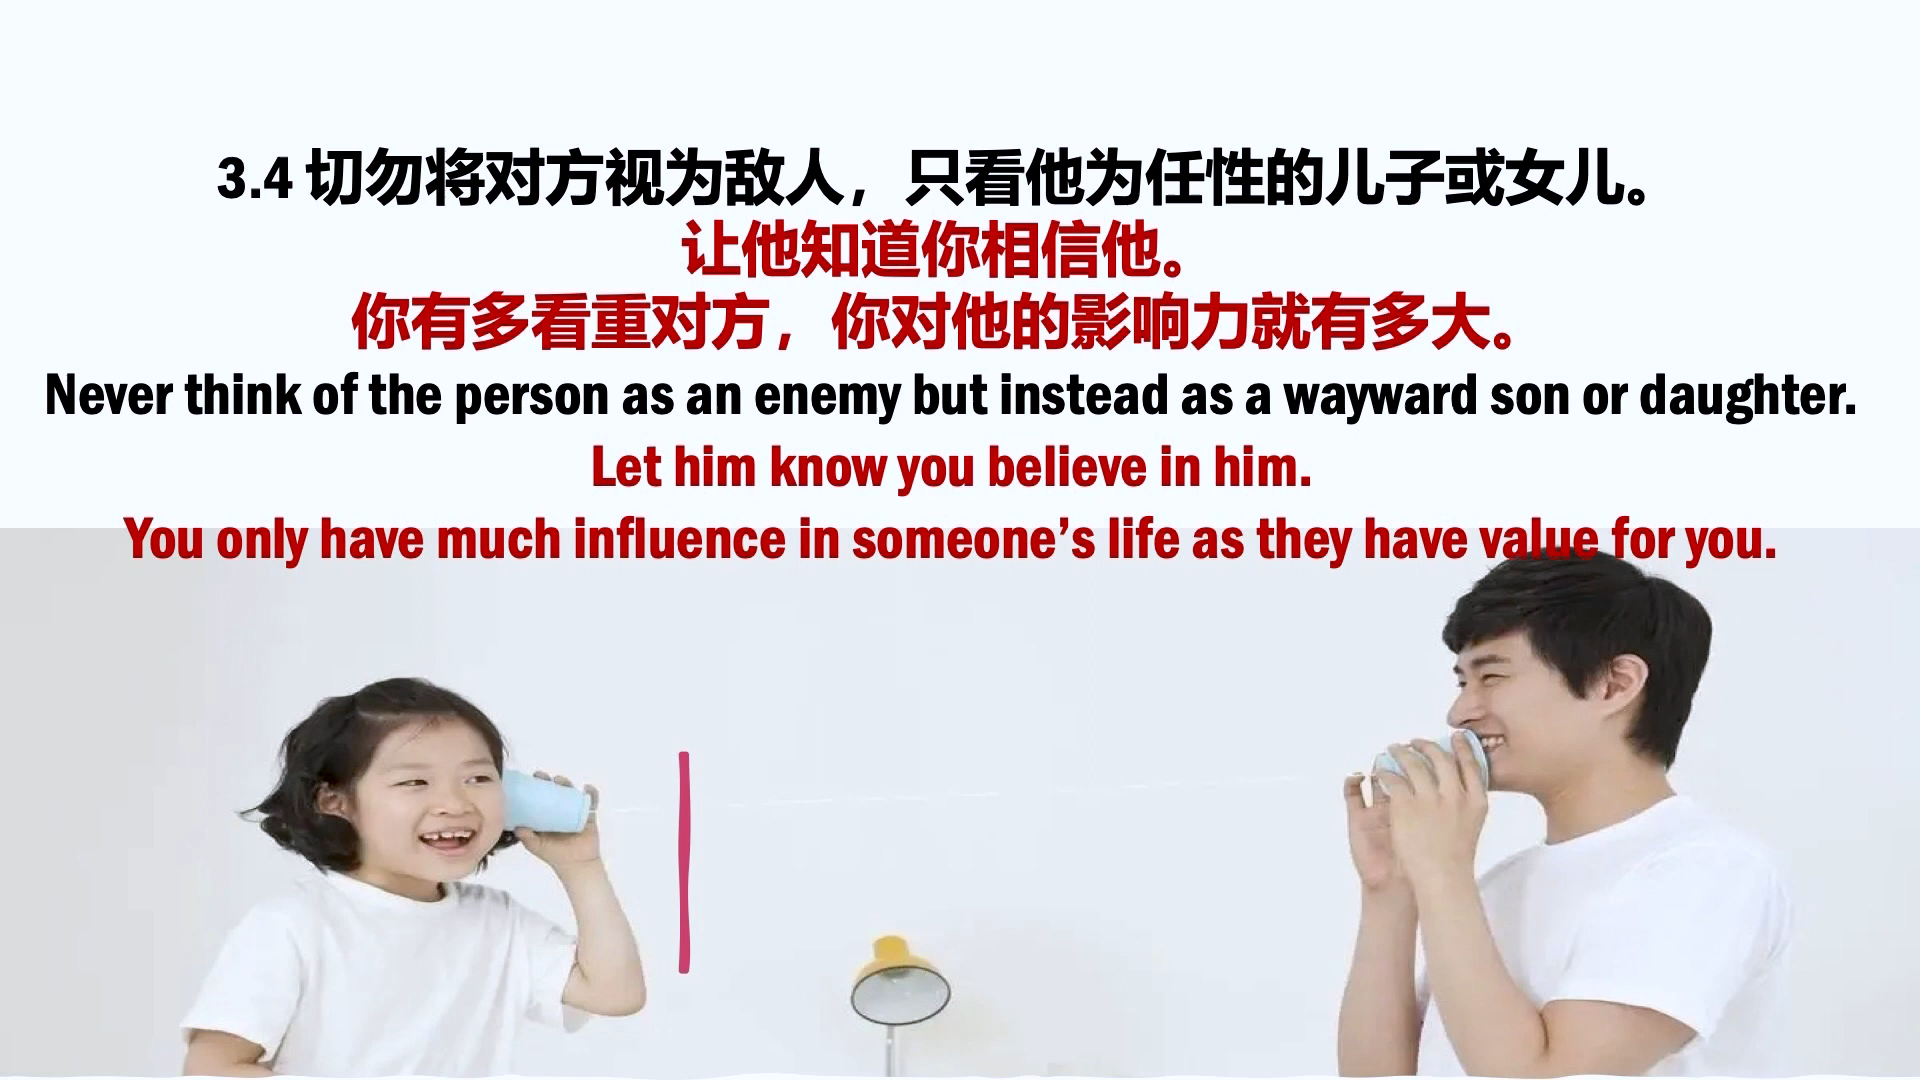 3.4 切勿将对方视为敌人，只看他为任性的儿子或女儿。
让他知道你相信他。
你有多看重对方，你对他的影响力就有多大。
Never think of the person as an enemy but instead as a wayward son or daughter.
Let him know you believe in him.
You only have much influence in someone’s life as they have value for you.